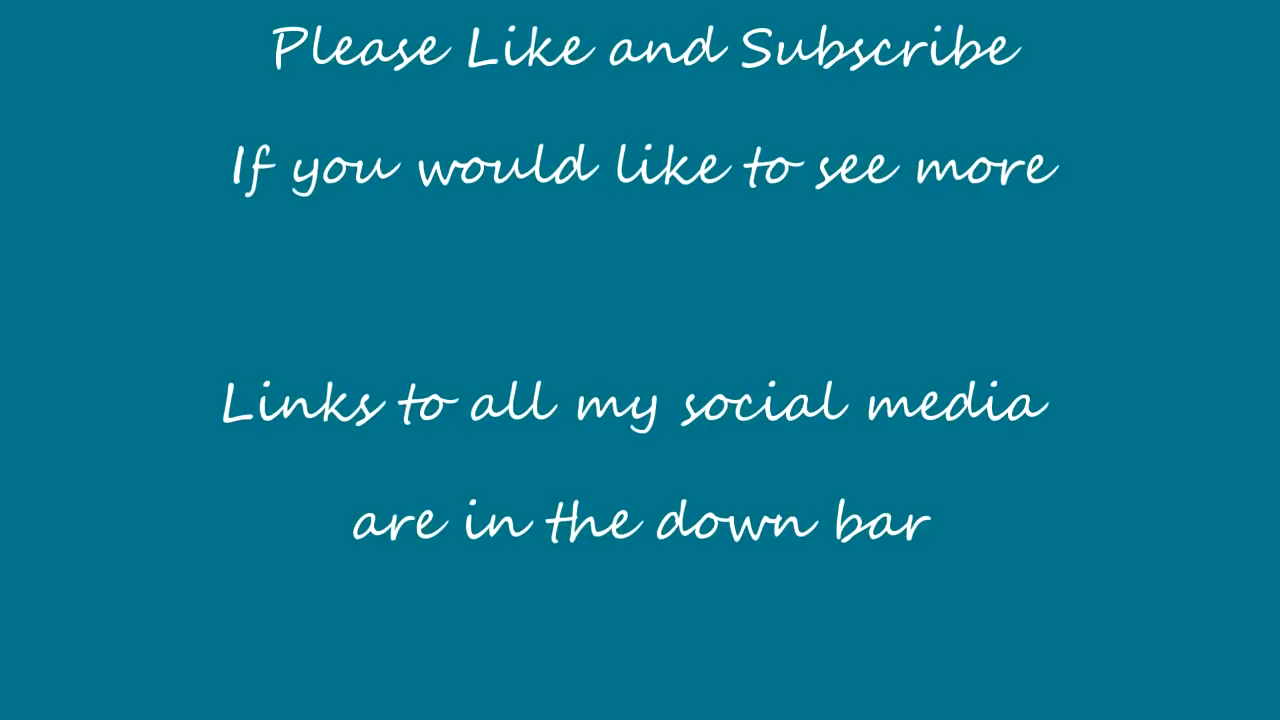 Please Like and Subscribe
If you would like to see more
Links to all my social media
are in the down bar